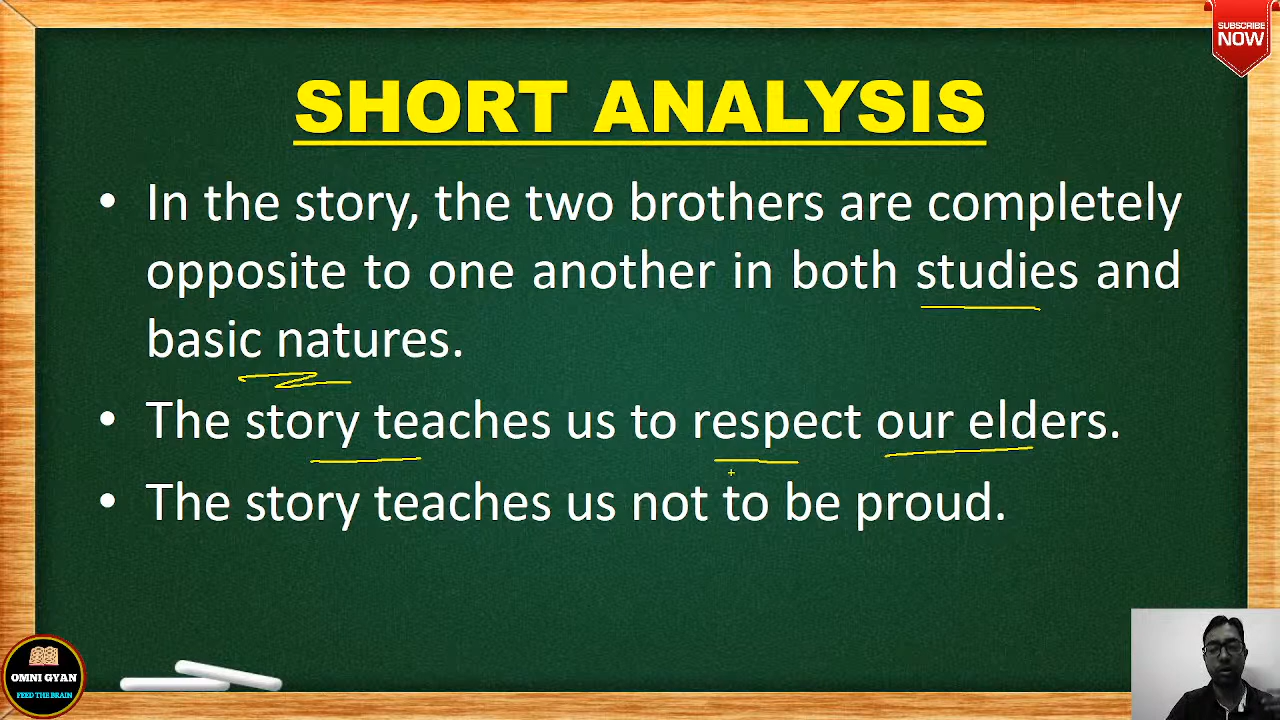 SUBSCRIBE
NOW
SHORT ANALYSIS
• In the story, the two brothers are completely
opposite to one another in both studies and
basic natures.
• The story teaches us to respect our elders.
• The story teaches us not to be proud.
OMNI GYAN
FEED THE BRAIN